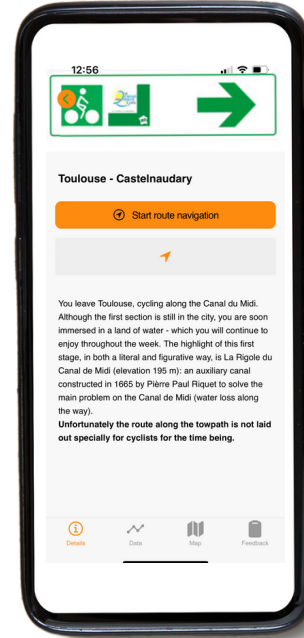 12:56
Toulouse - Castelnaudary
Start route navigation
You leave Toulouse, cycling along the Canal du Midi.
Although the first section is still in the city, you are soon
immersed in a land of water - which you will continue to
enjoy throughout the week. The highlight of this first
stage, in both a literal and figurative way, is La Rigole du
Canal de Midi (elevation 195 m): an auxiliary canal
constructed in 1665 by Pièrre Paul Riquet to solve the
main problem on the Canal de Midi (water loss along
the way).
Unfortunately the route along the towpath is not laid
out specially for cyclists for the time being.
Details
Data
Map
Feedback